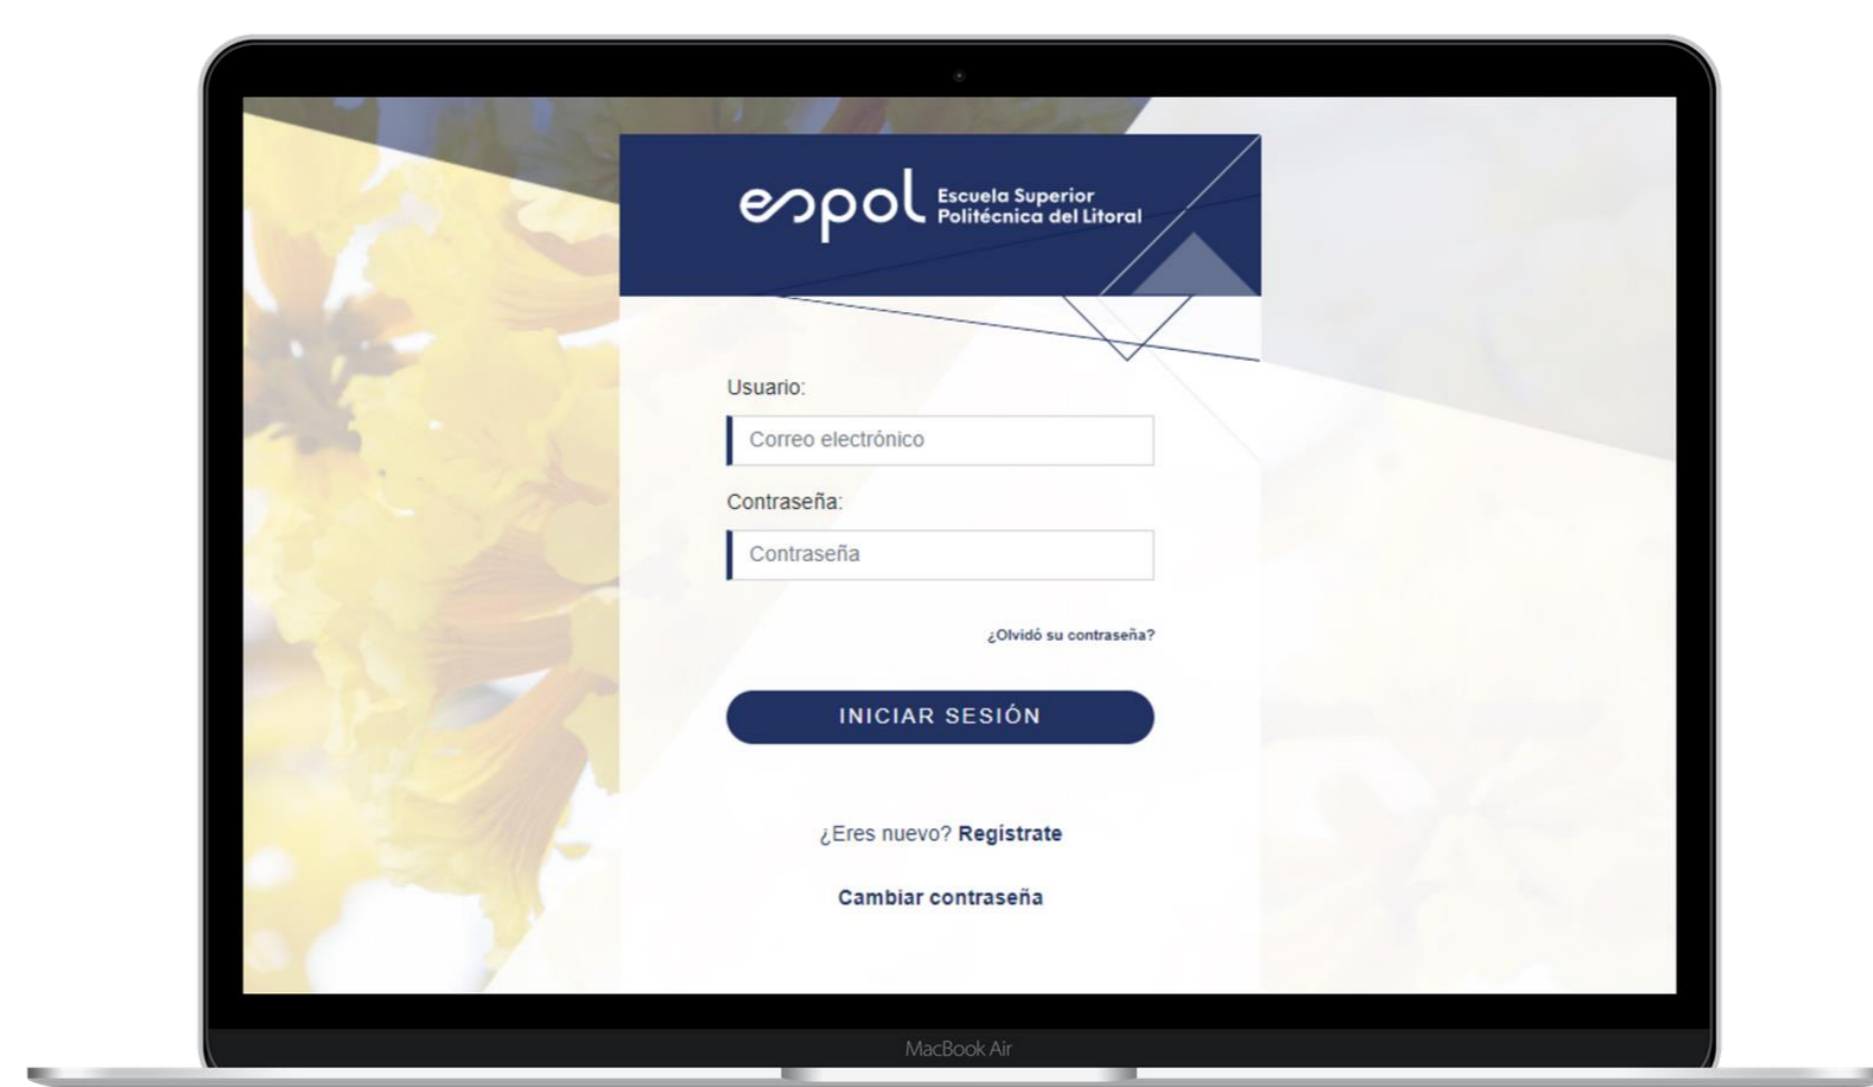 espol
Escuela Superior
Politécnica del Litoral
Usuario:
Correo electrónico
Contraseña:
Contraseña
¿Olvidó su contraseña?
INICIAR SESIÓN
¿Eres nuevo? Regístrate
Cambiar contraseña
MacBook Air